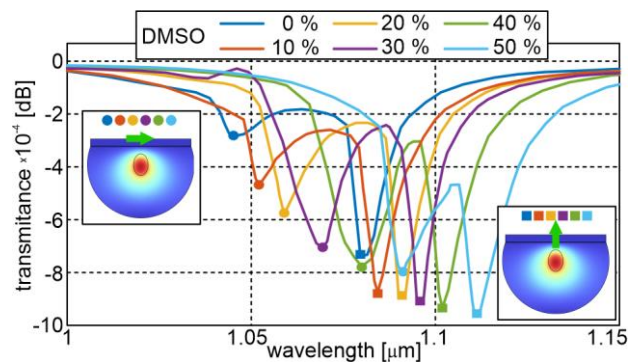 DMSO
0 % 20 % 40 %
10 % 30 % 50 %
transmitance ×10⁻⁴ [dB]
0
-2
-4
-6
-8
-10
1 1.05 1.1 1.15
wavelength [μm]